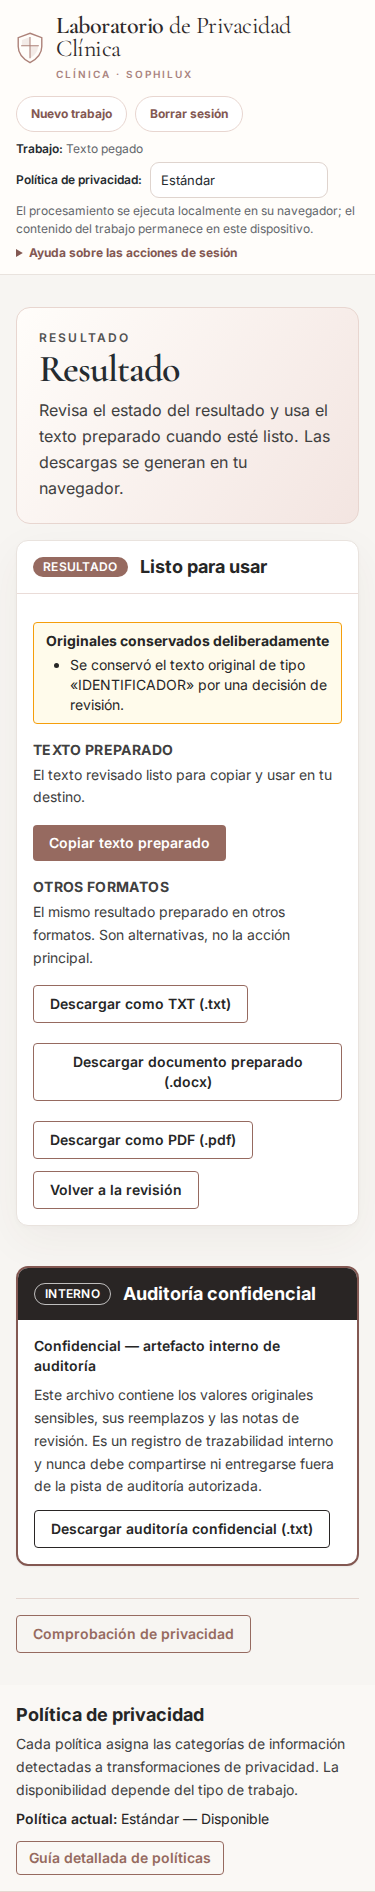 Laboratorio de Privacidad
Clínica
CLÍNICA · SOPHILUX
Nuevo trabajo
Borrar sesión
Trabajo: Texto pegado
Política de privacidad: Estándar
El procesamiento se ejecuta localmente en su navegador; el
contenido del trabajo permanece en este dispositivo.
Ayuda sobre las acciones de sesión
RESULTADO
Resultado
Revisa el estado del resultado y usa el
texto preparado cuando esté listo. Las
descargas se generan en tu
navegador.
RESULTADO Listo para usar
Originales conservados deliberadamente
Se conservó el texto original de tipo
«IDENTIFICADOR» por una decisión de
revisión.
TEXTO PREPARADO
El texto revisado listo para copiar y usar en tu
destino.
Copiar texto preparado
OTROS FORMATOS
El mismo resultado preparado en otros
formatos. Son alternativas, no la acción
principal.
Descargar como TXT (.txt)
Descargar documento preparado
(.docx)
Descargar como PDF (.pdf)
Volver a la revisión
INTERNO Auditoría confidencial
Confidencial — artefacto interno de
auditoría
Este archivo contiene los valores originales
sensibles, sus reemplazos y las notas de
revisión. Es un registro de trazabilidad interno
y nunca debe compartirse ni entregarse fuera
de la pista de auditoría autorizada.
Descargar auditoría confidencial (.txt)
Comprobación de privacidad
Política de privacidad
Cada política asigna las categorías de información
detectadas a transformaciones de privacidad. La
disponibilidad depende del tipo de trabajo.
Política actual: Estándar — Disponible
Guía detallada de políticas